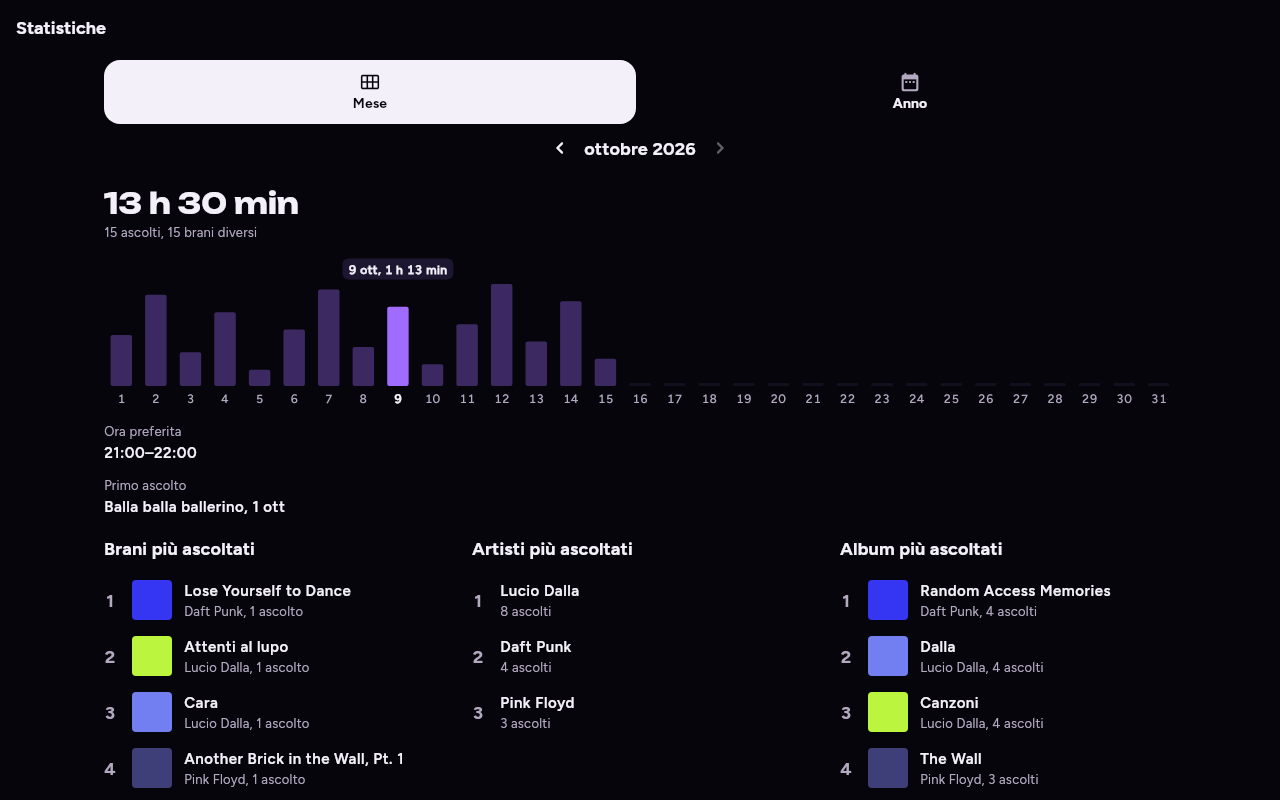 Statistiche
Mese
Anno
ottobre 2026
13 h 30 min
15 ascolti, 15 brani diversi
9 ott, 1 h 13 min
1 2 3 4 5 6 7 8 9 10 11 12 13 14 15 16 17 18 19 20 21 22 23 24 25 26 27 28 29 30 31
Ora preferita
21:00–22:00
Primo ascolto
Balla balla ballerino, 1 ott
Brani più ascoltati
1
Lose Yourself to Dance
Daft Punk, 1 ascolto
2
Attenti al lupo
Lucio Dalla, 1 ascolto
3
Cara
Lucio Dalla, 1 ascolto
4
Another Brick in the Wall, Pt. 1
Pink Floyd, 1 ascolto
Artisti più ascoltati
1
Lucio Dalla
8 ascolti
2
Daft Punk
4 ascolti
3
Pink Floyd
3 ascolti
Album più ascoltati
1
Random Access Memories
Daft Punk, 4 ascolti
2
Dalla
Lucio Dalla, 4 ascolti
3
Canzoni
Lucio Dalla, 4 ascolti
4
The Wall
Pink Floyd, 3 ascolti